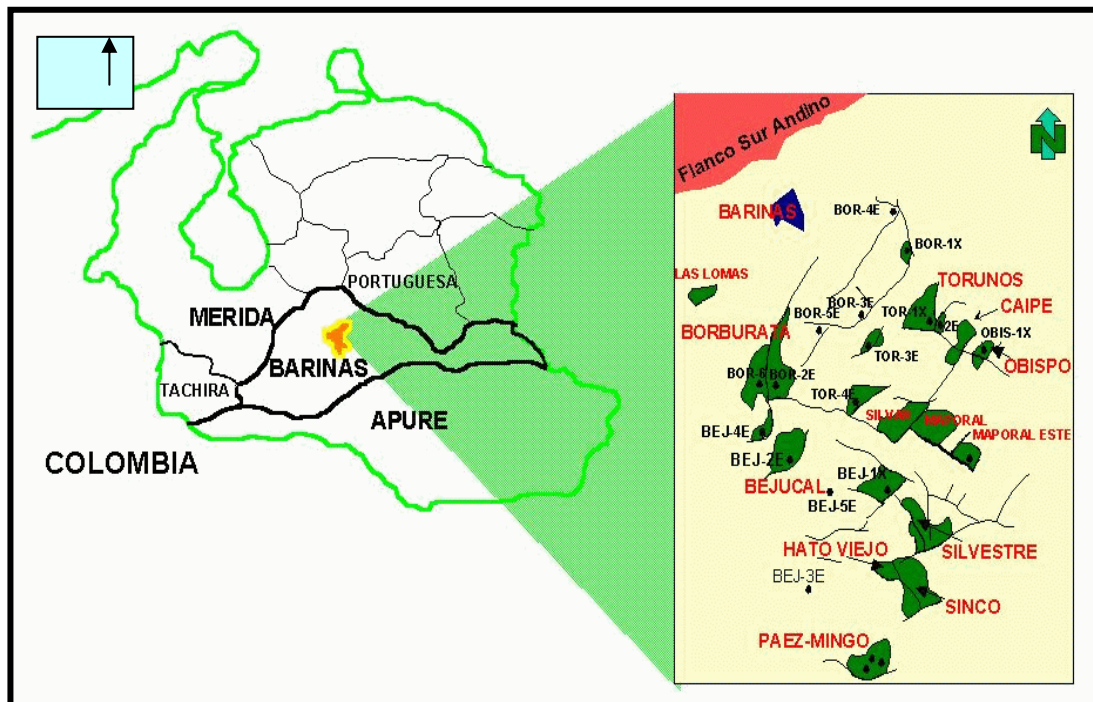 PORTUGUESA
MERIDA
BARINAS
TACHIRA
APURE
COLOMBIA
Flanco Sur Andino
N
BARINAS
BOR-4E
BOR-1X
LAS LOMAS
TORUNOS
CAIPE
BOR-3E
BOR-5E
TOR-1X
2E
OBIS-1X
BORBURATA
TOR-3E
OBISPO
BOR-6
BOR-2E
TOR-4E
SILVAN
MAPORAL
MAPORAL ESTE
BEJ-4E
BEJ-2E
BEJ-1X
BEJUCAL
BEJ-5E
HATO VIEJO
SILVESTRE
BEJ-3E
SINCO
PAEZ-MINGO